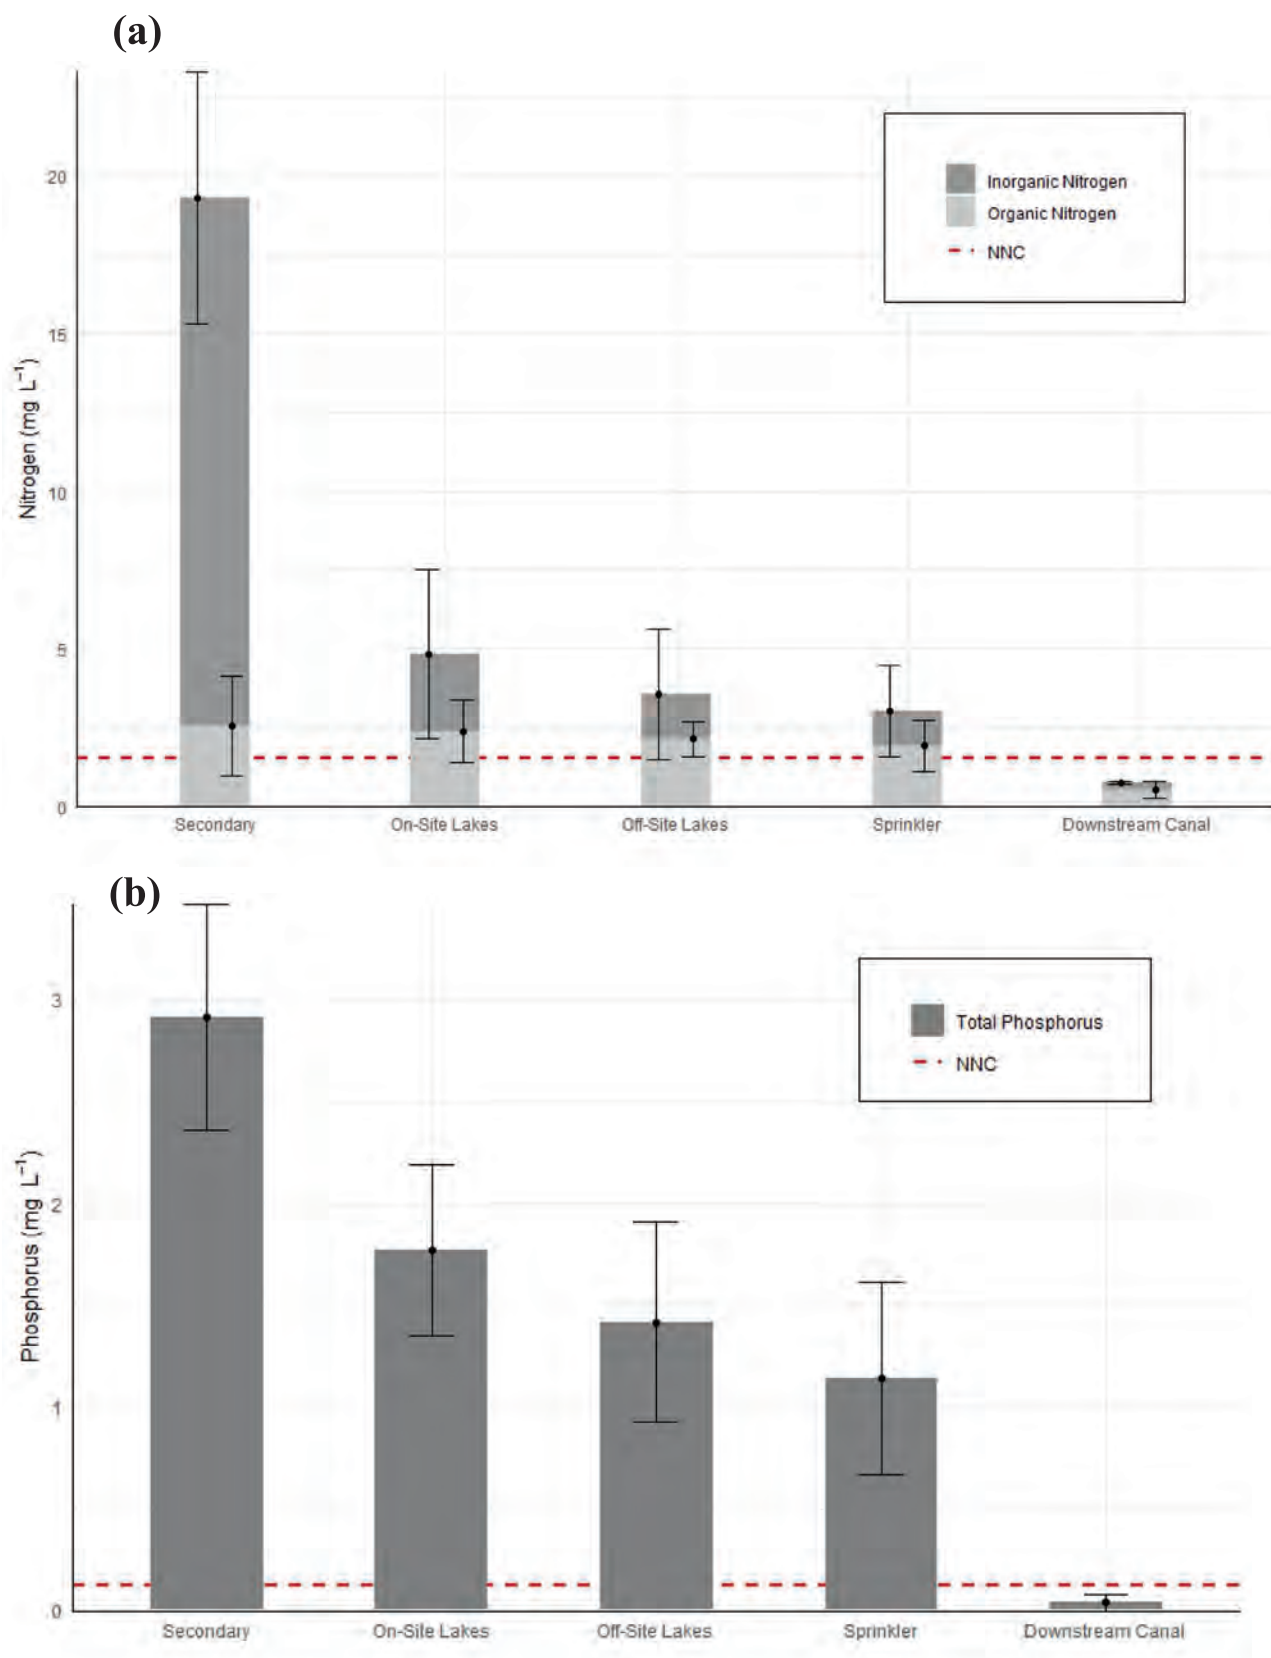 (a)
20
15
10
5
0
Nitrogen (mg L⁻¹)
Inorganic Nitrogen
Organic Nitrogen
NNC
Secondary On-Site Lakes Off-Site Lakes Sprinkler Downstream Canal
(b)
3
2
1
0
Phosphorus (mg L⁻¹)
Total Phosphorus
NNC
Secondary On-Site Lakes Off-Site Lakes Sprinkler Downstream Canal